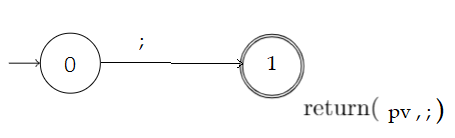 ;
0
1
return( pv , ; )